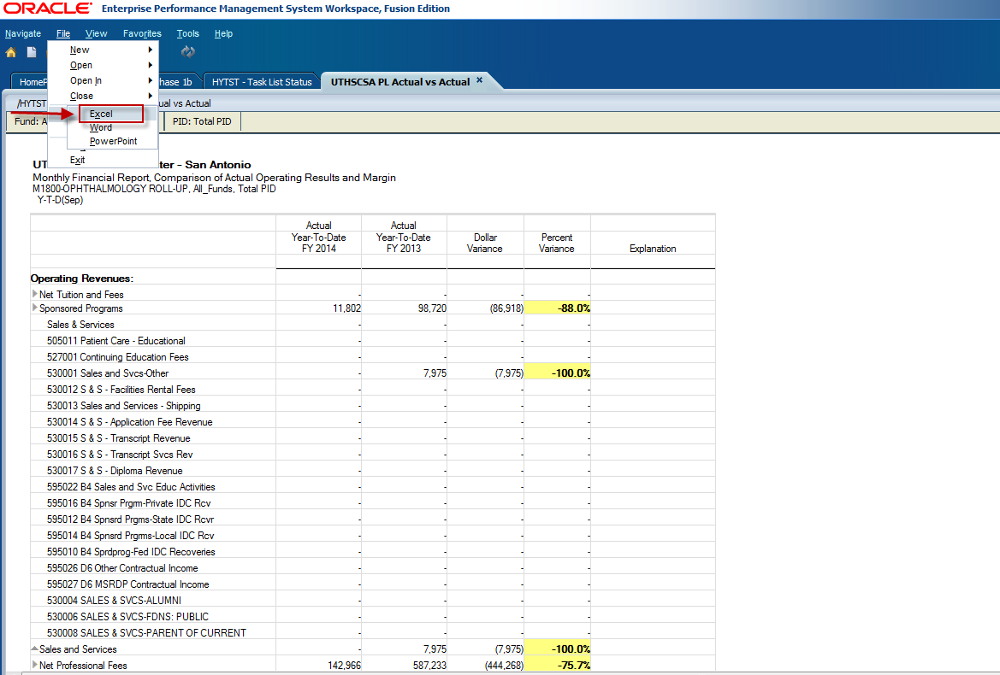 ORACLE® Enterprise Performance Management System Workspace, Fusion Edition
Navigate File View Favorites Tools Help
New
Open
Open In
Close
Excel
Word
PowerPoint
Exit
HomeP hase 1b HYTST - Task List Status UTHSCSA PL Actual vs Actual ×
/HYTST ual vs Actual
Fund: A PID: Total PID
UT ter - San Antonio
Monthly Financial Report, Comparison of Actual Operating Results and Margin
M1800-OPHTHALMOLOGY ROLL-UP, All_Funds, Total PID
Y-T-D(Sep)
Actual Actual
Year-To-Date Year-To-Date Dollar Percent
FY 2014 FY 2013 Variance Variance Explanation
Operating Revenues:
Net Tuition and Fees - - - -
Sponsored Programs 11,802 98,720 (86,918) -88.0%
Sales & Services - - - -
505011 Patient Care - Educational - - - -
527001 Continuing Education Fees - - - -
530001 Sales and Svcs-Other - 7,975 (7,975) -100.0%
530012 S & S - Facilities Rental Fees - - - -
530013 Sales and Services - Shipping - - - -
530014 S & S - Application Fee Revenue - - - -
530015 S & S - Transcript Revenue - - - -
530016 S & S - Transcript Svcs Rev - - - -
530017 S & S - Diploma Revenue - - - -
595022 B4 Sales and Svc Educ Activities - - - -
595016 B4 Spnsr Prgrm-Private IDC Rcv - - - -
595012 B4 Spnsrd Prgms-State IDC Rcvr - - - -
595014 B4 Spnsrd Prgms-Local IDC Rcv - - - -
595010 B4 Sprdprog-Fed IDC Recoveries - - - -
595026 D6 Other Contractual Income - - - -
595027 D6 MSRDP Contractual Income - - - -
530004 SALES & SVCS-ALUMNI - - - -
530006 SALES & SVCS-FDNS: PUBLIC - - - -
530008 SALES & SVCS-PARENT OF CURRENT - - - -
Sales and Services - 7,975 (7,975) -100.0%
Net Professional Fees 142,966 587,233 (444,268) -75.7%